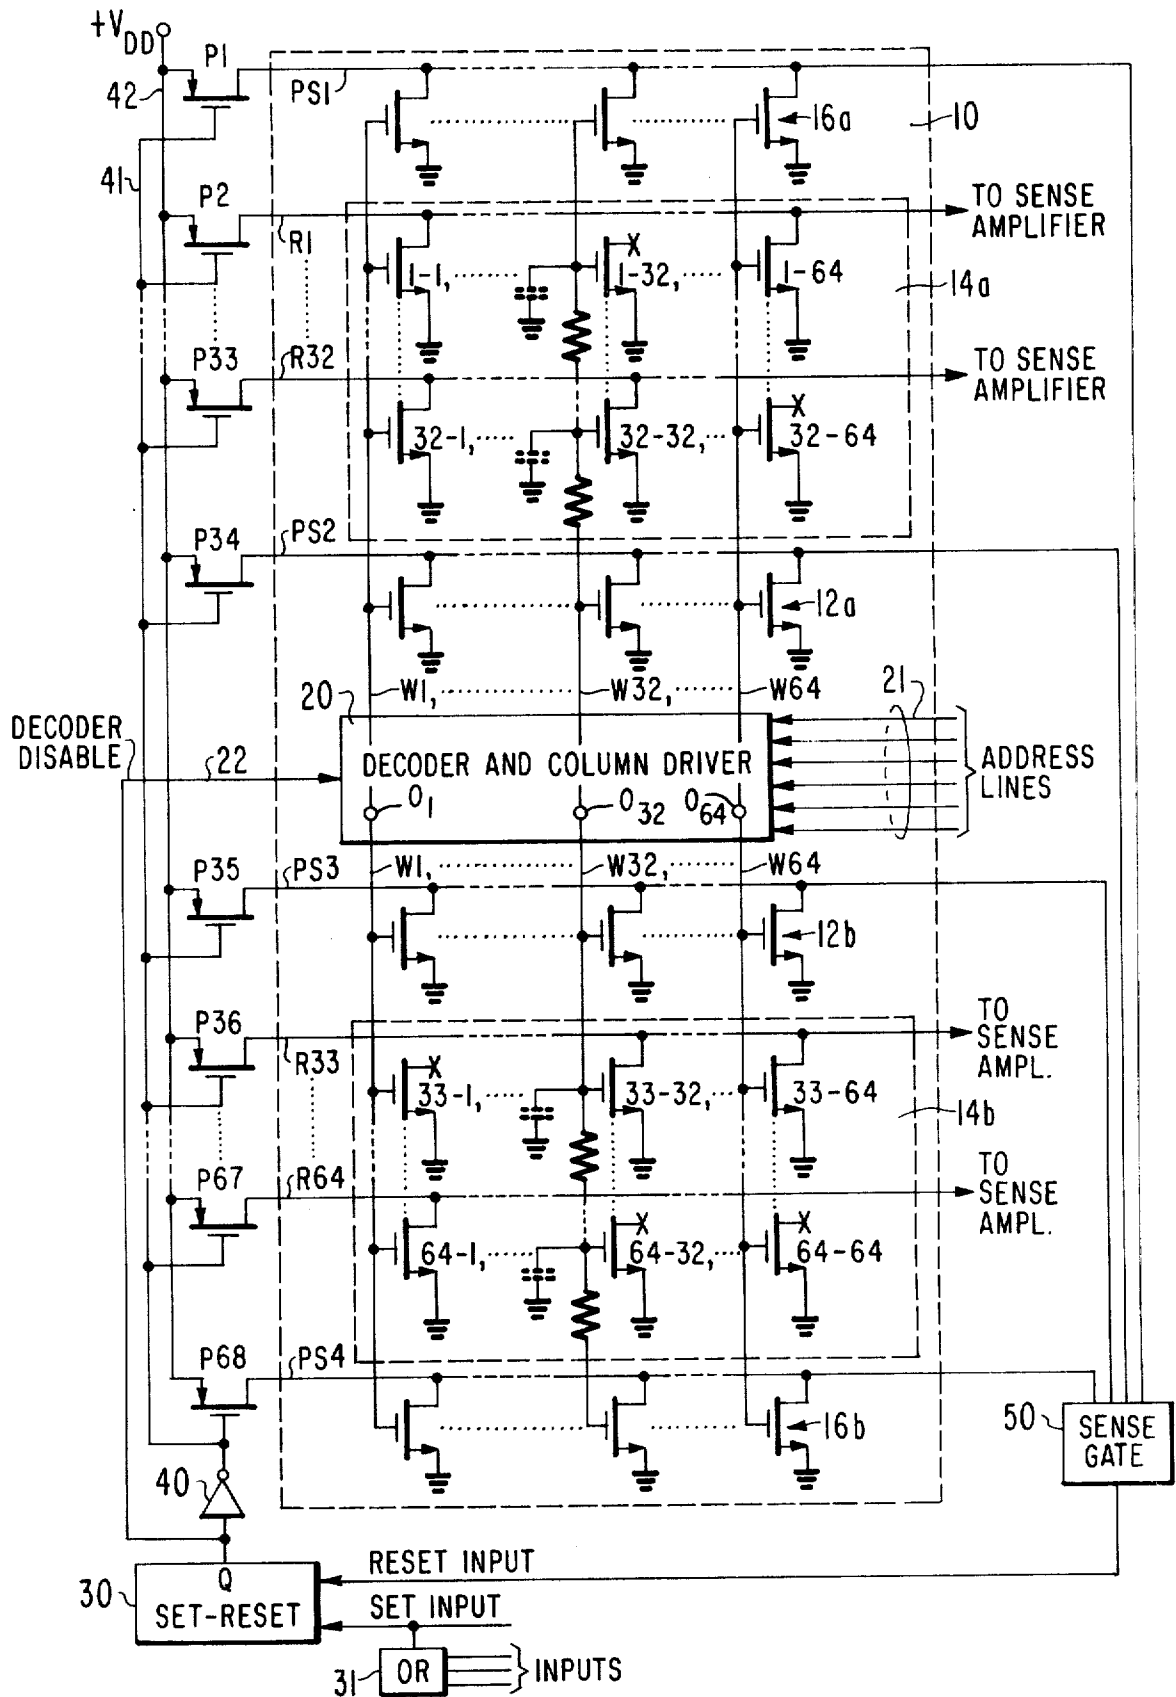 +VDD
P1
42
PS1
16a
10
41
P2
R1
TO SENSE
AMPLIFIER
1-1,
X
1-32,
1-64
14a
P33
R32
TO SENSE
AMPLIFIER
X
32-1,
32-32,
32-64
P34
PS2
12a
20
W1,
W32,
W64
21
DECODER
DISABLE
22
DECODER AND COLUMN DRIVER
ADDRESS
LINES
O1
O32
O64
P35
PS3
W1,
W32,
W64
12b
P36
R33
TO
SENSE
AMPL.
X
33-1,
33-32,
33-64
14b
P67
R64
TO
SENSE
AMPL.
X
X
64-1,
64-32,
64-64
P68
PS4
16b
50
SENSE
GATE
40
RESET INPUT
30
Q
SET-RESET
SET INPUT
31
OR
INPUTS